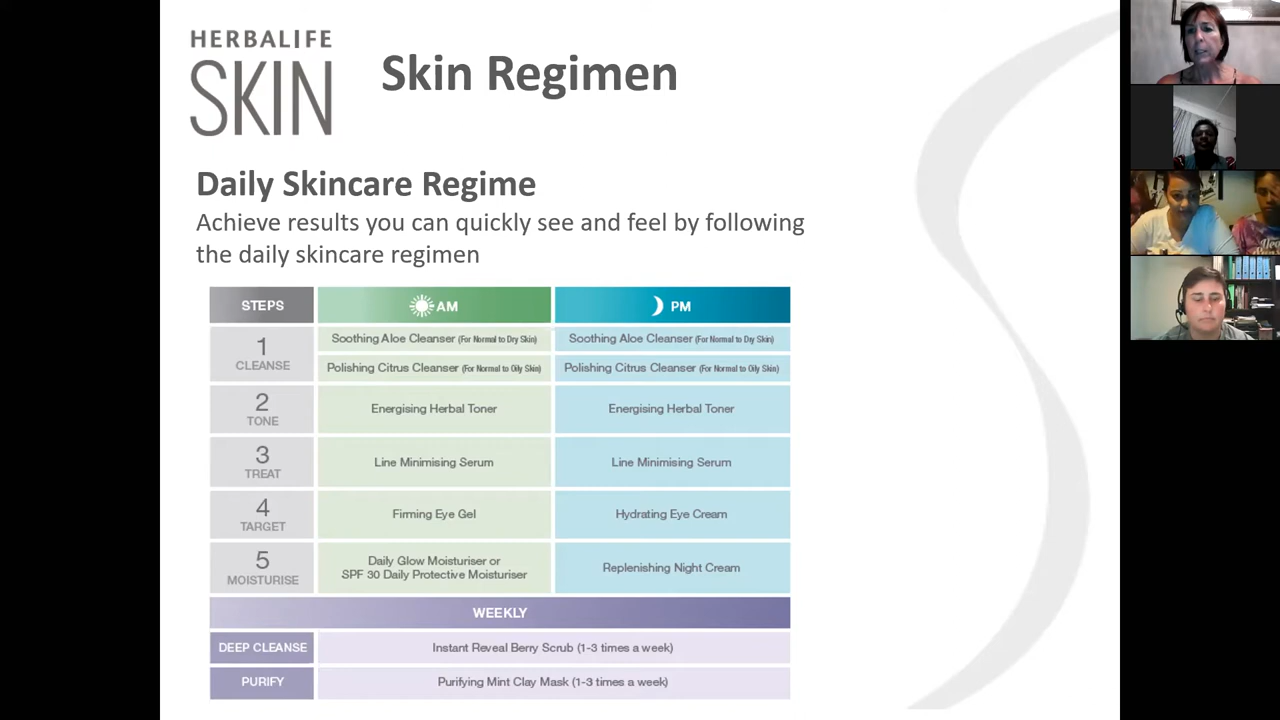 HERBALIFE
SKIN
Skin Regimen
Daily Skincare Regime
Achieve results you can quickly see and feel by following
the daily skincare regimen
STEPS AM PM
1
CLEANSE
Soothing Aloe Cleanser (For Normal to Dry Skin) Soothing Aloe Cleanser (For Normal to Dry Skin)
Polishing Citrus Cleanser (For Normal to Oily Skin) Polishing Citrus Cleanser (For Normal to Oily Skin)
2
TONE
Energising Herbal Toner Energising Herbal Toner
3
TREAT
Line Minimising Serum Line Minimising Serum
4
TARGET
Firming Eye Gel Hydrating Eye Cream
5
MOISTURISE
Daily Glow Moisturiser or
SPF 30 Daily Protective Moisturiser
Replenishing Night Cream
WEEKLY
DEEP CLEANSE Instant Reveal Berry Scrub (1-3 times a week)
PURIFY Purifying Mint Clay Mask (1-3 times a week)